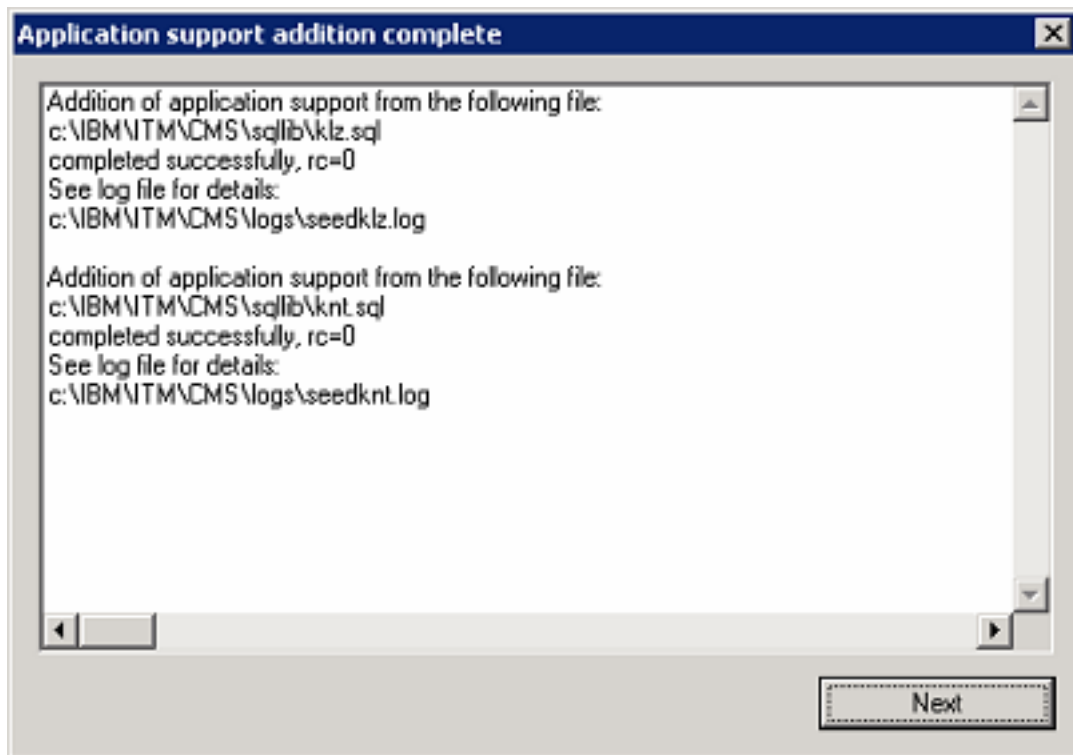 Application support addition complete
Addition of application support from the following file:
c:\IBM\ITM\CMS\sqllib\klz.sql
completed successfully, rc=0
See log file for details:
c:\IBM\ITM\CMS\logs\seedklz.log
Addition of application support from the following file:
c:\IBM\ITM\CMS\sqllib\knt.sql
completed successfully, rc=0
See log file for details:
c:\IBM\ITM\CMS\logs\seedknt.log
Next